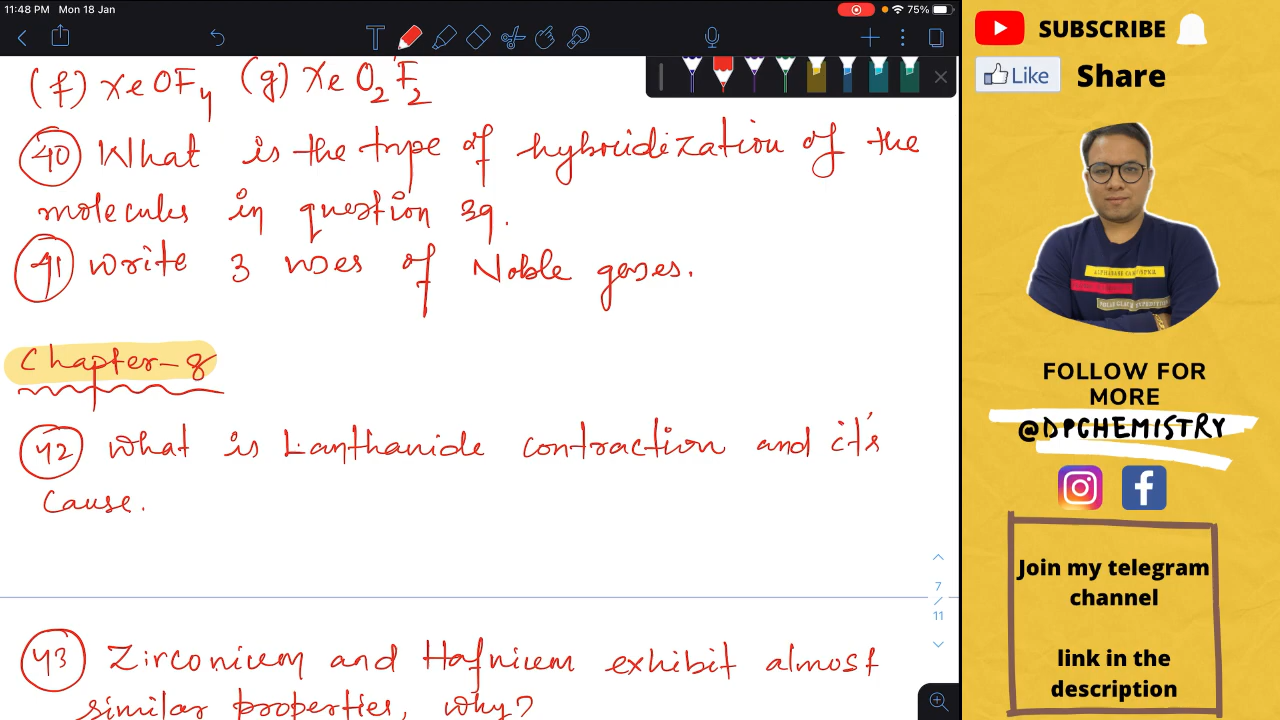 11:48 PM Mon 18 Jan
75%
(f) XeOF4 (g) XeO2F2
40 What is the type of hybridization of the
molecules in question 39.
41 Write 3 uses of Noble gases.
Chapter-8
42 What is Lanthanide contraction and it's
cause.
7
/
11
43 Zirconium and Hafnium exhibit almost
similar properties, why?
SUBSCRIBE
Like Share
FOLLOW FOR
MORE
@DPCHEMISTRY
Join my telegram
channel
link in the
description